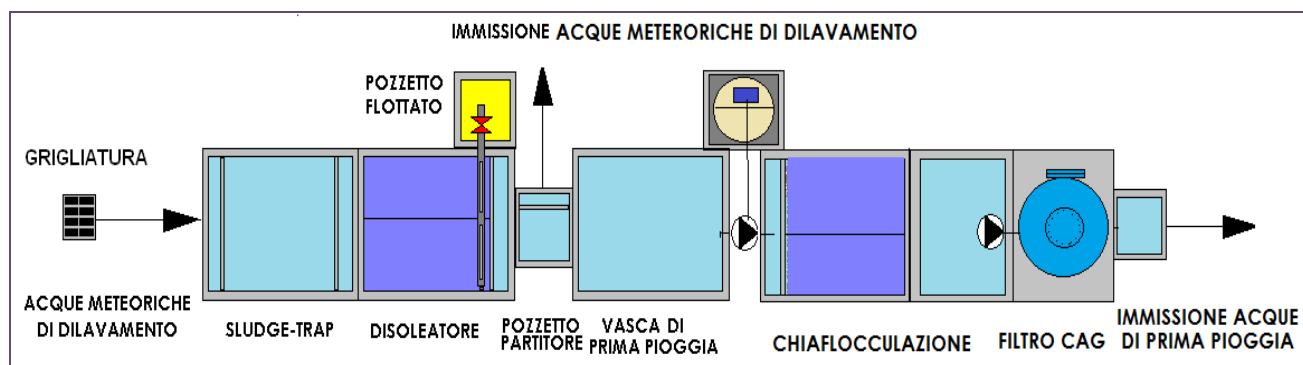 IMMISSIONE ACQUE METERORICHE DI DILAVAMENTO
POZZETTO
FLOTTATO
GRIGLIATURA
ACQUE METEORICHE
DI DILAVAMENTO
SLUDGE-TRAP
DISOLEATORE
POZZETTO
PARTITORE
VASCA DI
PRIMA PIOGGIA
CHIAFLOCCULAZIONE
FILTRO CAG
IMMISSIONE ACQUE
DI PRIMA PIOGGIA